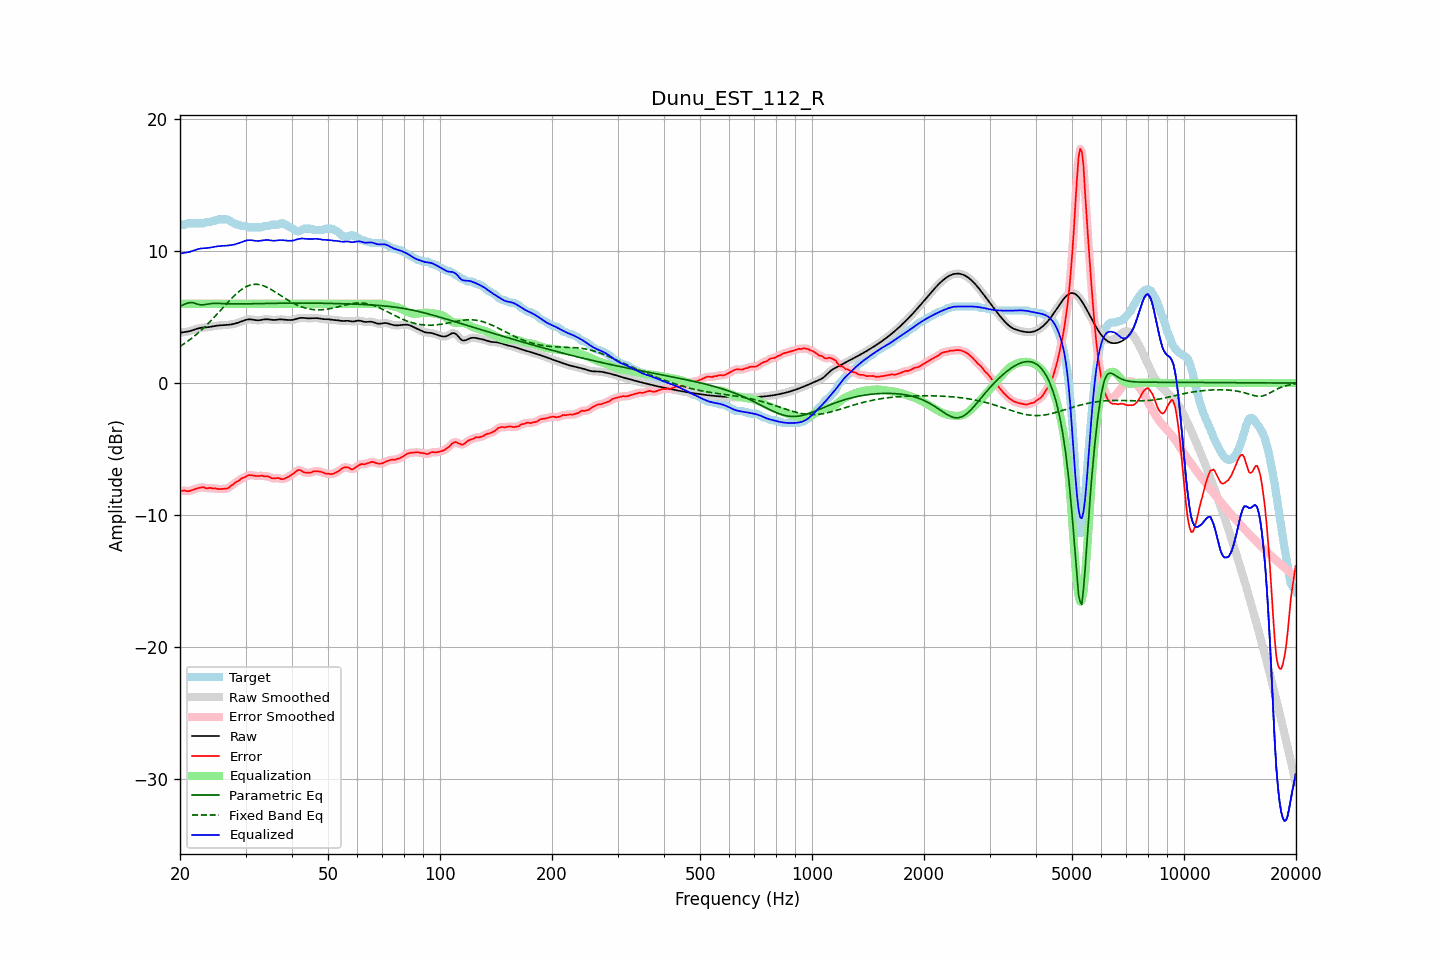 Dunu_EST_112_R
20
10
0
−10
−20
−30
Amplitude (dBr)
Target
Raw Smoothed
Error Smoothed
Raw
Error
Equalization
Parametric Eq
Fixed Band Eq
Equalized
20 50 100 200 500 1000 2000 5000 10000 20000
Frequency (Hz)